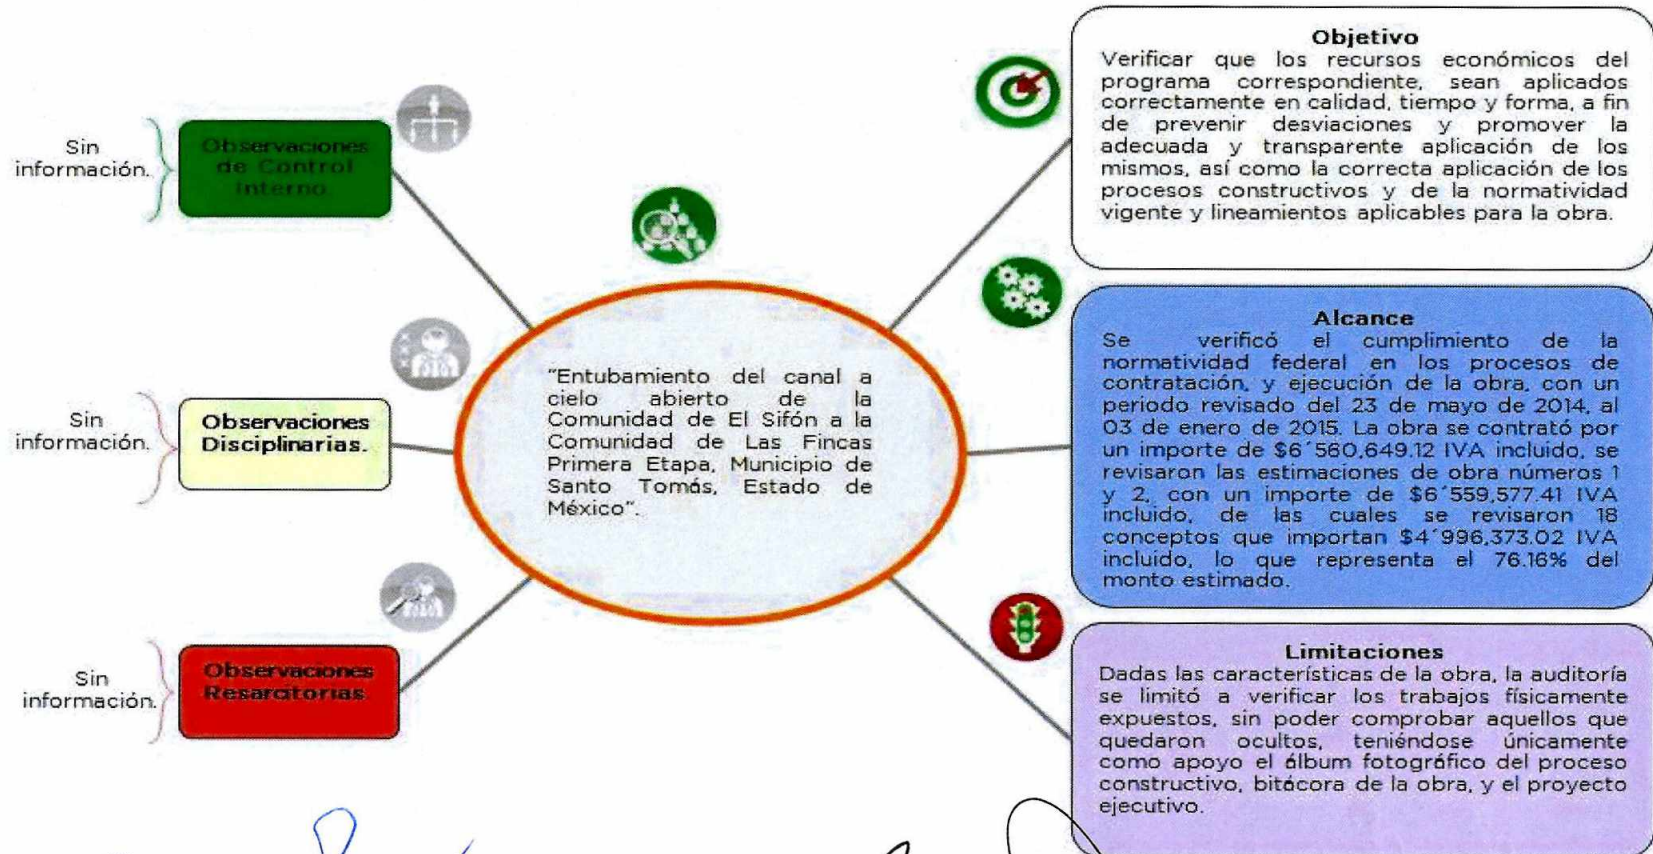 Sin
información.
Observaciones
de Control
Interno.
Sin
información.
Observaciones
Disciplinarias.
Sin
información.
Observaciones
Resarcitorias
"Entubamiento del canal a
cielo abierto de la
Comunidad de El Sifón a la
Comunidad de Las Fincas
Primera Etapa, Municipio de
Santo Tomás, Estado de
México".
Objetivo
Verificar que los recursos económicos del
programa correspondiente, sean aplicados
correctamente en calidad, tiempo y forma, a fin
de prevenir desviaciones y promover la
adecuada y transparente aplicación de los
mismos, así como la correcta aplicación de los
procesos constructivos y de la normatividad
vigente y lineamientos aplicables para la obra.
Alcance
Se verificó el cumplimiento de la
normatividad federal en los procesos de
contratación, y ejecución de la obra, con un
periodo revisado del 23 de mayo de 2014, al
03 de enero de 2015. La obra se contrató por
un importe de $6´560,649.12 IVA incluido, se
revisaron las estimaciones de obra números 1
y 2, con un importe de $6´559,577.41 IVA
incluido, de las cuales se revisaron 18
conceptos que importan $4´996,373.02 IVA
incluido, lo que representa el 76.16% del
monto estimado.
Limitaciones
Dadas las características de la obra, la auditoría
se limitó a verificar los trabajos físicamente
expuestos, sin poder comprobar aquellos que
quedaron ocultos, teniéndose únicamente
como apoyo el álbum fotográfico del proceso
constructivo, bitácora de la obra, y el proyecto
ejecutivo.